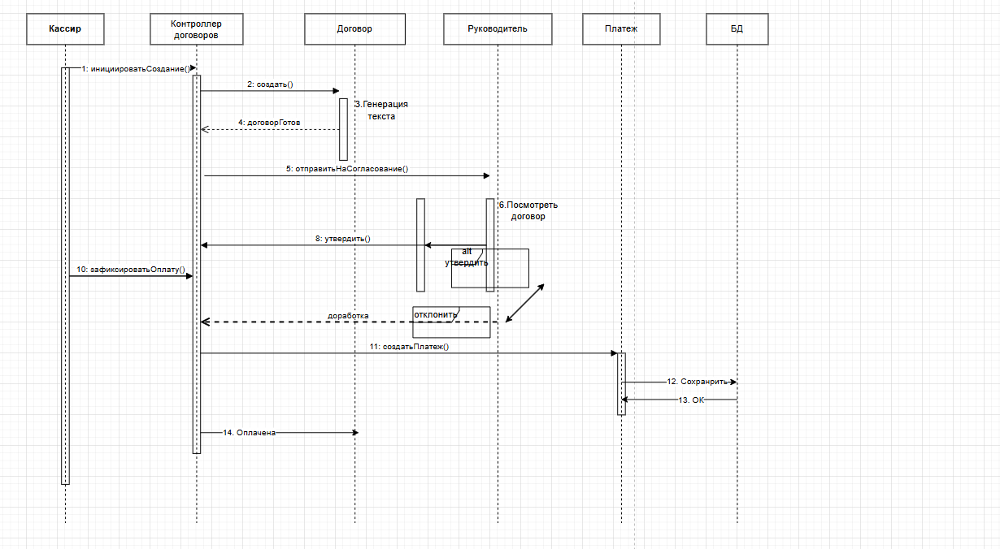 Кассир
Контроллер
договоров
Договор
Руководитель
Платеж
БД
1: инициироватьСоздание()
2: создать()
3.Генерация
текста
4: договорГотов
5: отправитьНаСогласование()
6.Посмотреть
договор
8: утвердить()
alt
утвердить
10: зафиксироватьОплату()
отклонить
доработка
11: создатьПлатеж()
12. Сохранрить
13. ОК
14. Оплачена